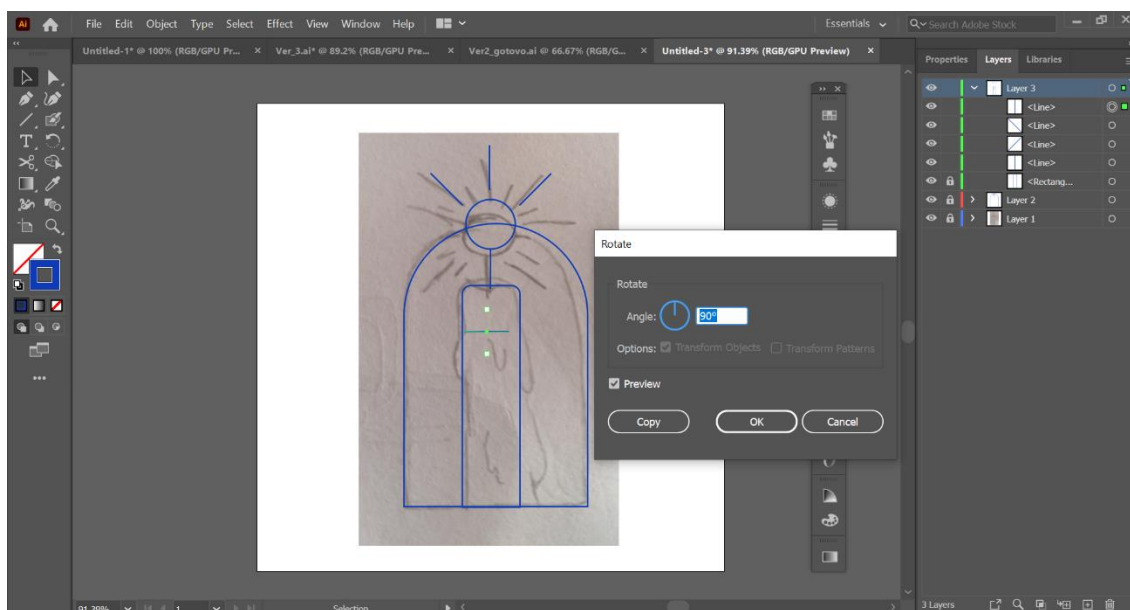 Ai File Edit Object Type Select Effect View Window Help Essentials Search Adobe Stock
Untitled-1* @ 100% (RGB/GPU Pr... × Ver_3.ai* @ 89.2% (RGB/GPU Pre... × Ver2_gotovo.ai @ 66.67% (RGB/G... × Untitled-3* @ 91.39% (RGB/GPU Preview) ×
Properties Layers Libraries
Layer 3
<Line>
<Line>
<Line>
<Line>
<Rectang...
Layer 2
Layer 1
Rotate
Rotate
Angle: 90°
Options: Transform Objects Transform Patterns
Preview
Copy OK Cancel
91.39% 1 Selection
3 Layers